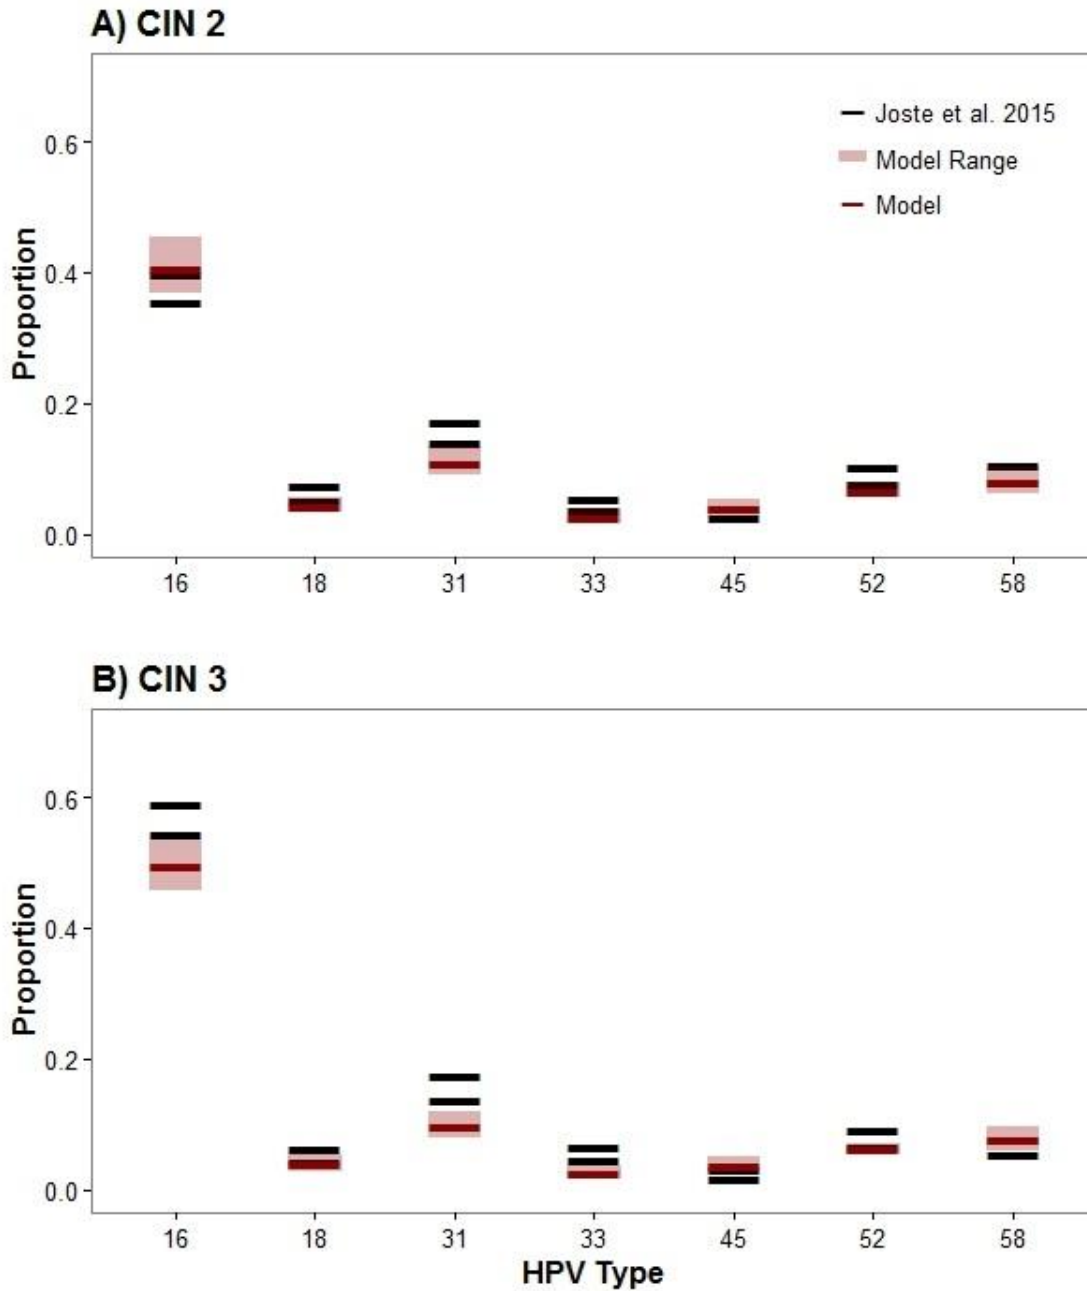 A) CIN 2
Joste et al. 2015
Model Range
Model
Proportion
0.6
0.4
0.2
0.0
16 18 31 33 45 52 58
B) CIN 3
Proportion
0.6
0.4
0.2
0.0
16 18 31 33 45 52 58
HPV Type